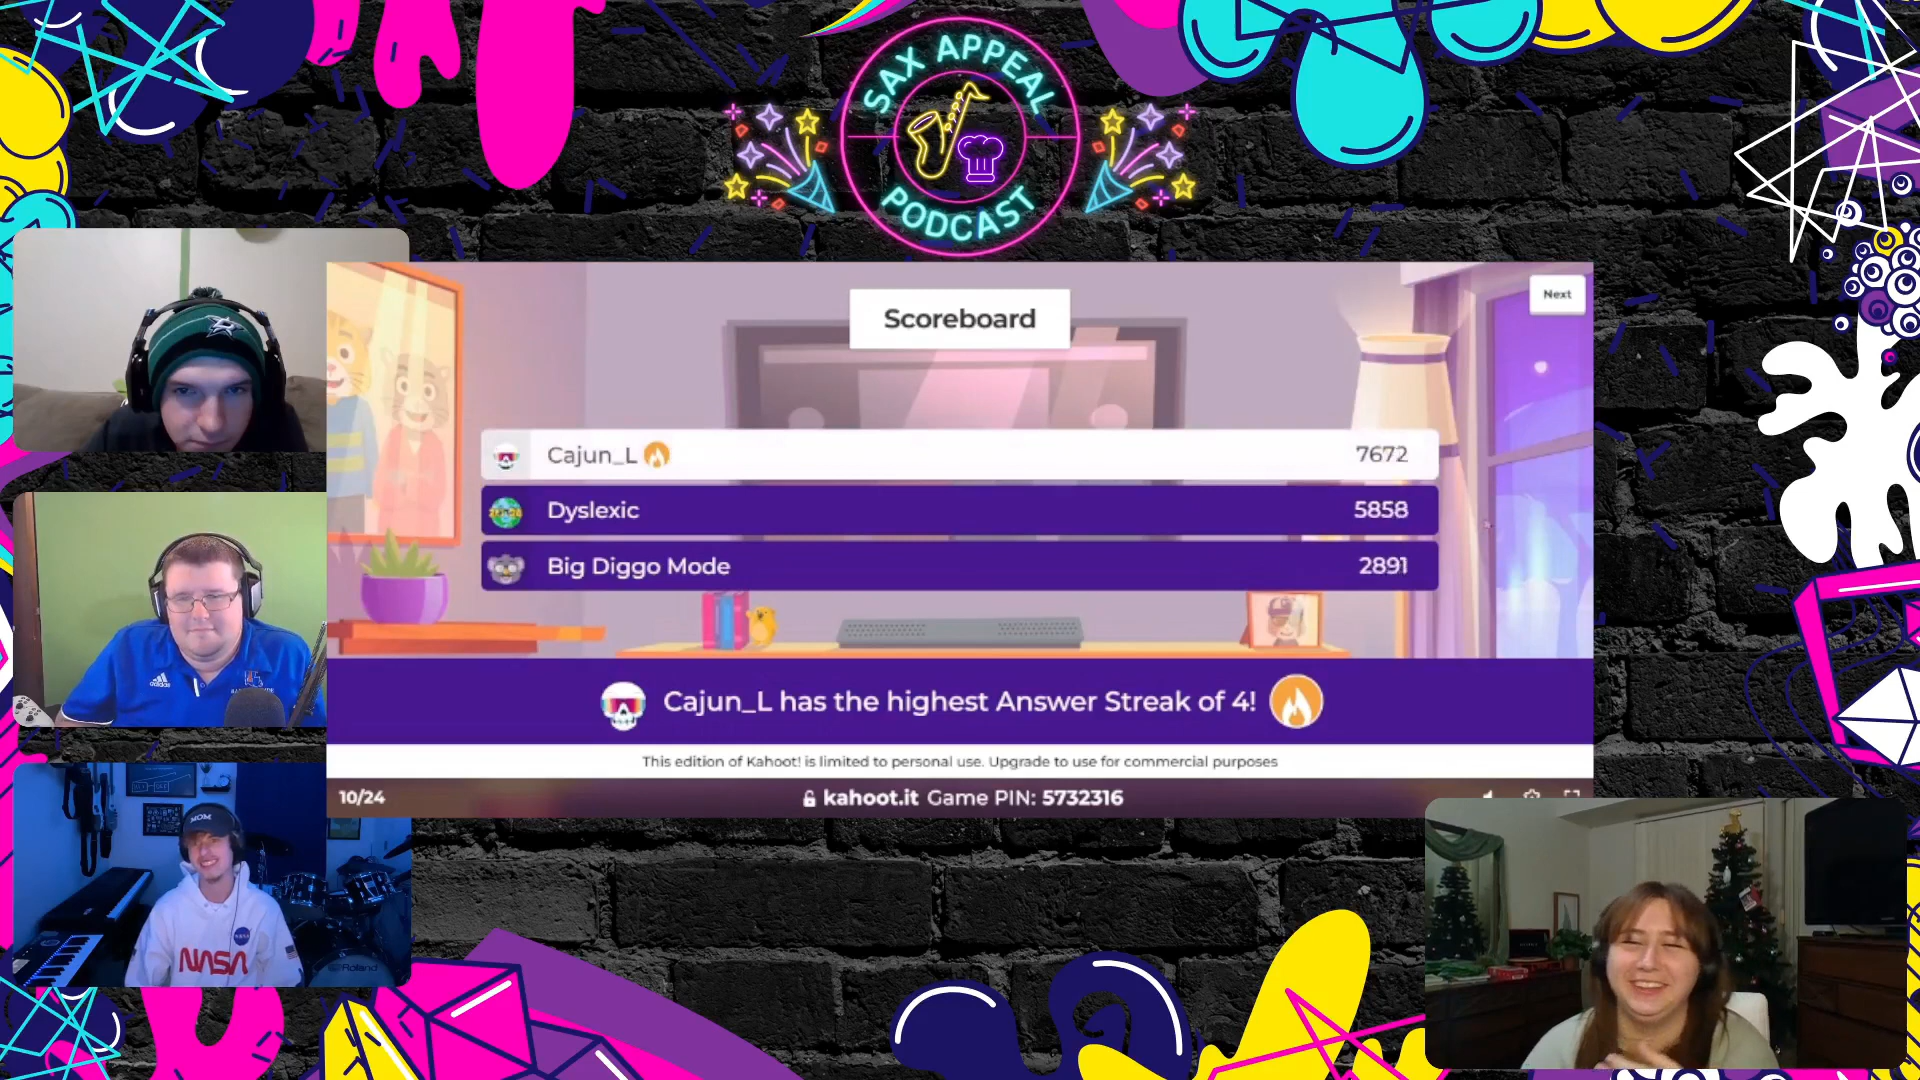 SAX APPEAL
PODCAST
Scoreboard
Next
Cajun_L 7672
Dyslexic 5858
Big Diggo Mode 2891
Cajun_L has the highest Answer Streak of 4!
This edition of Kahoot! is limited to personal use. Upgrade to use for commercial purposes
10/24
kahoot.it Game PIN: 5732316
adidas
MOM
NASA
Roland